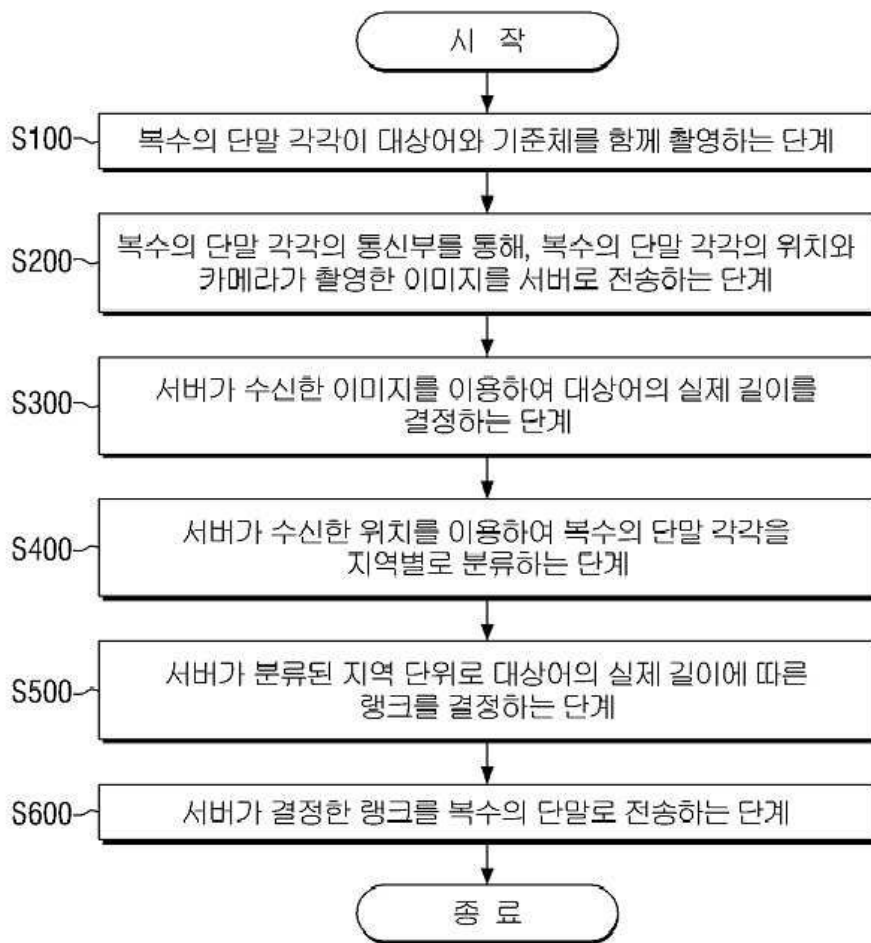 시 작
S100 복수의 단말 각각이 대상어와 기준체를 함께 촬영하는 단계
복수의 단말 각각의 통신부를 통해, 복수의 단말 각각의 위치와
S200 카메라가 촬영한 이미지를 서버로 전송하는 단계
서버가 수신한 이미지를 이용하여 대상어의 실제 길이를
S300 결정하는 단계
서버가 수신한 위치를 이용하여 복수의 단말 각각을
S400 지역별로 분류하는 단계
서버가 분류된 지역 단위로 대상어의 실제 길이에 따른
S500 랭크를 결정하는 단계
S600 서버가 결정한 랭크를 복수의 단말로 전송하는 단계
종 료